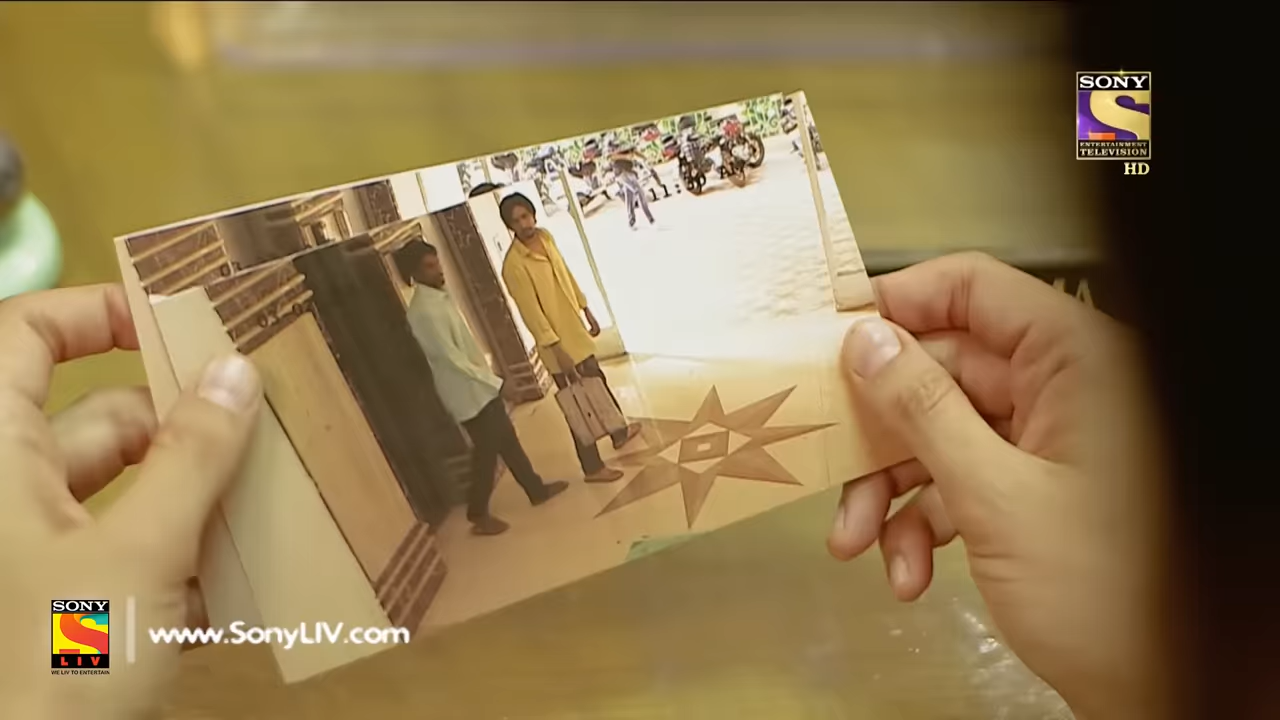 SONY
ENTERTAINMENT
TELEVISION
HD
SONY
LIV
WE LIV TO ENTERTAIN
www.SonyLIV.com